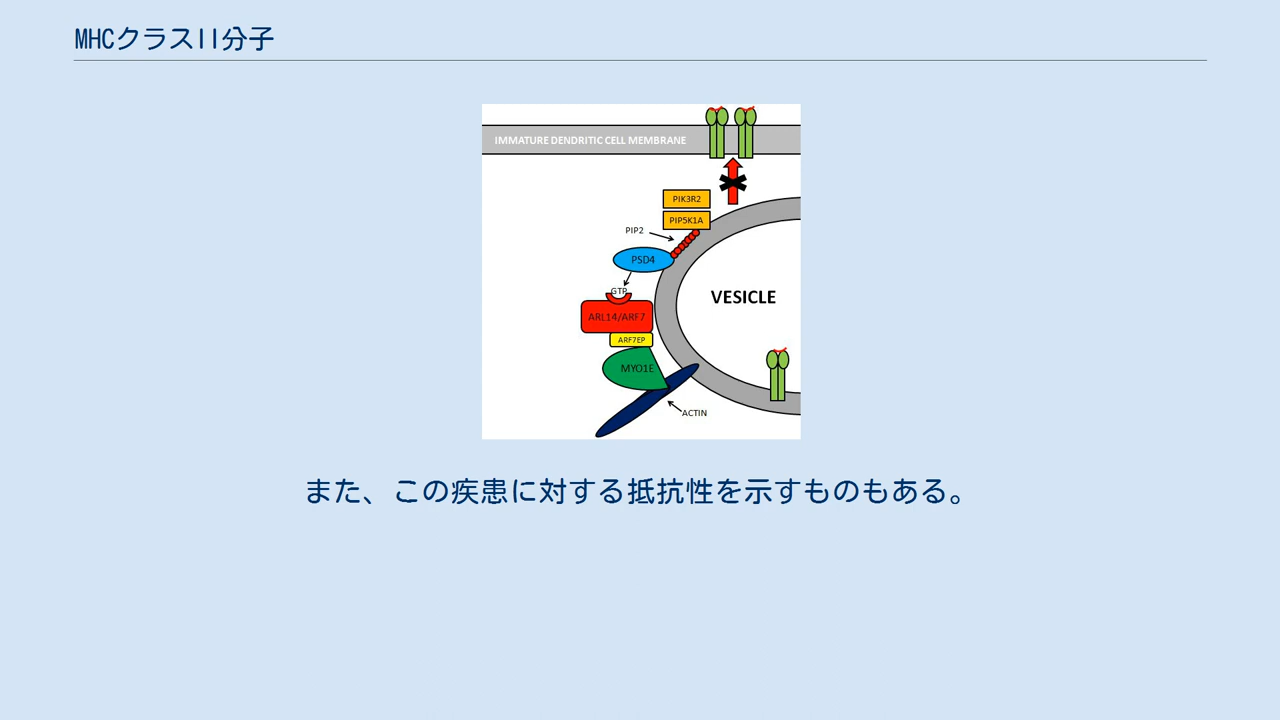 MHCクラスII分子
IMMATURE DENDRITIC CELL MEMBRANE
PIK3R2
PIP5K1A
PIP2
PSD4
GTP
VESICLE
ARL14/ARF7
ARF7EP
MYO1E
ACTIN
また、この疾患に対する抵抗性を示すものもある。